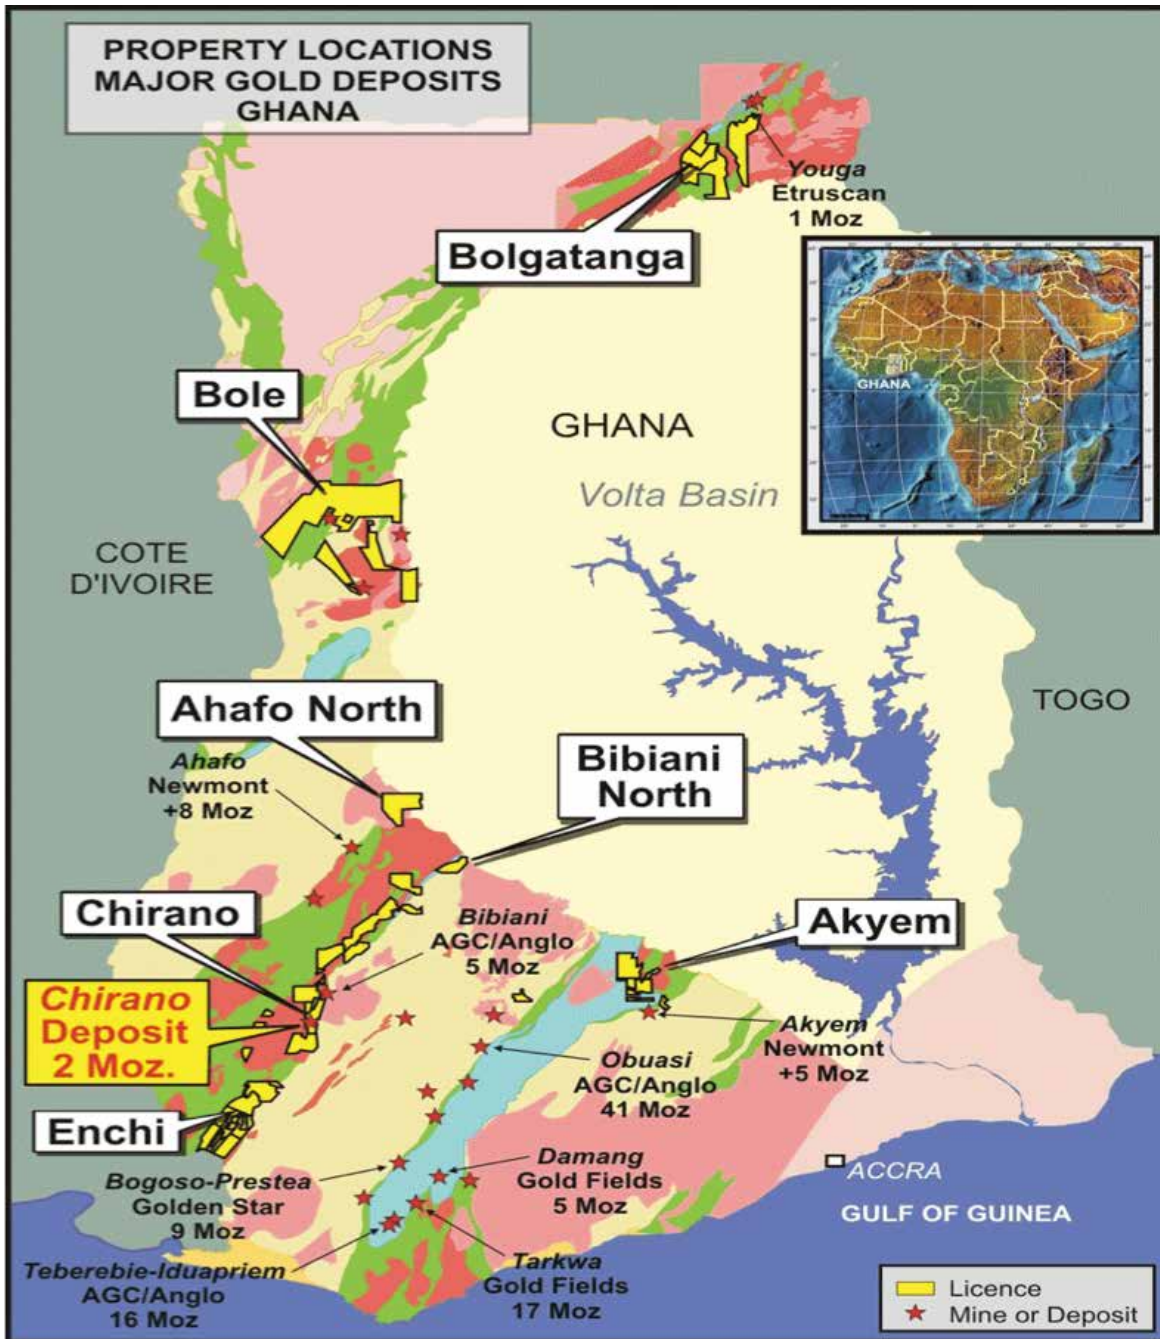 PROPERTY LOCATIONS
MAJOR GOLD DEPOSITS
GHANA
Youga
Etruscan
1 Moz
Bolgatanga
Bole
GHANA
Volta Basin
GHANA
COTE
D'IVOIRE
TOGO
Ahafo North
Ahafo
Newmont
+8 Moz
Bibiani
North
Chirano
Bibiani
AGC/Anglo
5 Moz
Akyem
Chirano
Deposit
2 Moz.
Akyem
Newmont
+5 Moz
Obuasi
AGC/Anglo
41 Moz
Enchi
Bogoso-Prestea
Golden Star
9 Moz
Damang
Gold Fields
5 Moz
ACCRA
GULF OF GUINEA
Teberebie-Iduapriem
AGC/Anglo
16 Moz
Tarkwa
Gold Fields
17 Moz
Licence
Mine or Deposit